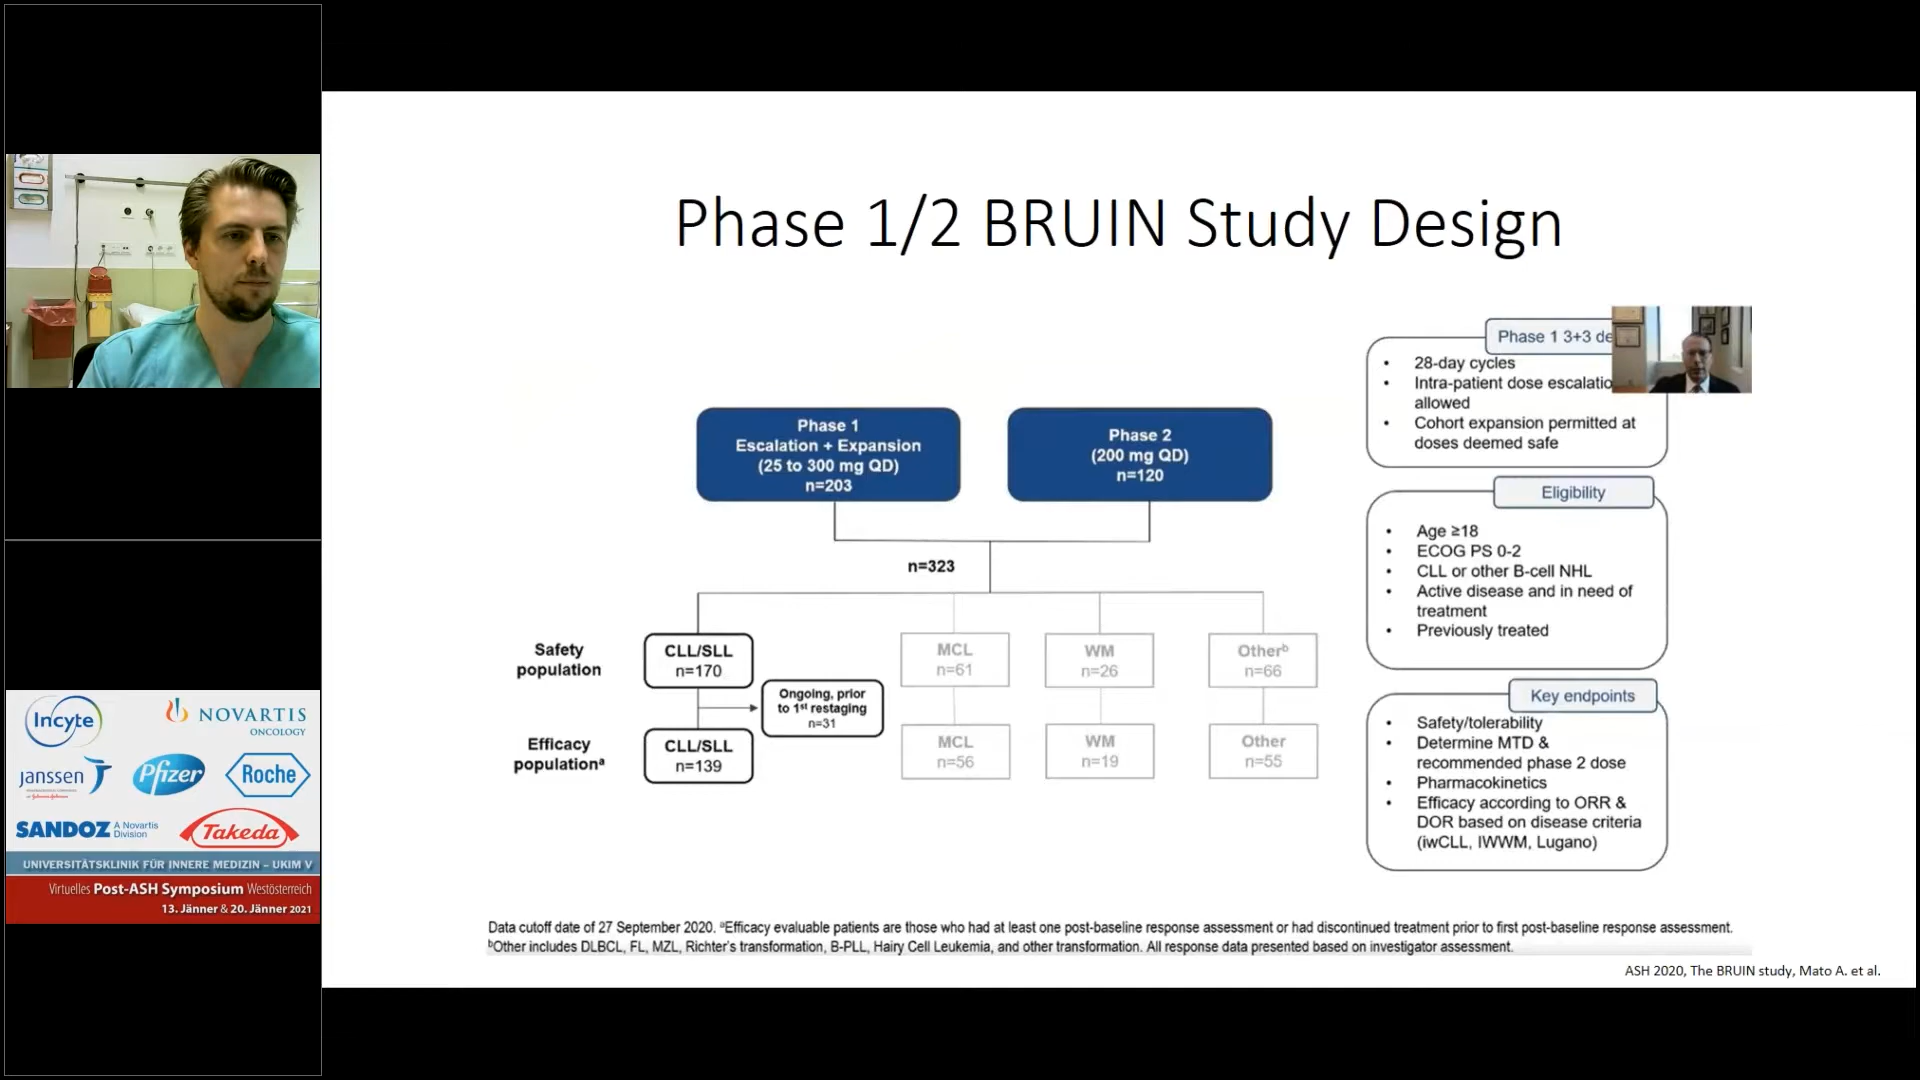 Phase 1/2 BRUIN Study Design
Phase 1
Escalation + Expansion
(25 to 300 mg QD)
n=203
Phase 2
(200 mg QD)
n=120
n=323
Safety
population
CLL/SLL
n=170
MCL
n=61
WM
n=26
Otherᵇ
n=66
Ongoing, prior
to 1ˢᵗ restaging
n=31
Efficacy
populationᵃ
CLL/SLL
n=139
MCL
n=56
WM
n=19
Other
n=55
Phase 1 3+3 de
• 28-day cycles
• Intra-patient dose escalatio
allowed
• Cohort expansion permitted at
doses deemed safe
Eligibility
• Age ≥18
• ECOG PS 0-2
• CLL or other B-cell NHL
• Active disease and in need of
treatment
• Previously treated
Key endpoints
• Safety/tolerability
• Determine MTD &
recommended phase 2 dose
• Pharmacokinetics
• Efficacy according to ORR &
DOR based on disease criteria
(iwCLL, IWWM, Lugano)
Data cutoff date of 27 September 2020. ᵃEfficacy evaluable patients are those who had at least one post-baseline response assessment or had discontinued treatment prior to first post-baseline response assessment.
ᵇOther includes DLBCL, FL, MZL, Richter's transformation, B-PLL, Hairy Cell Leukemia, and other transformation. All response data presented based on investigator assessment.
ASH 2020, The BRUIN study, Mato A. et al.
Incyte
NOVARTIS
ONCOLOGY
janssen
Pfizer
Roche
SANDOZ A Novartis
Division
Takeda
UNIVERSITÄTSKLINIK FÜR INNERE MEDIZIN – UKIM V
Virtuelles Post-ASH Symposium Westösterreich
13. Jänner & 20. Jänner 2021